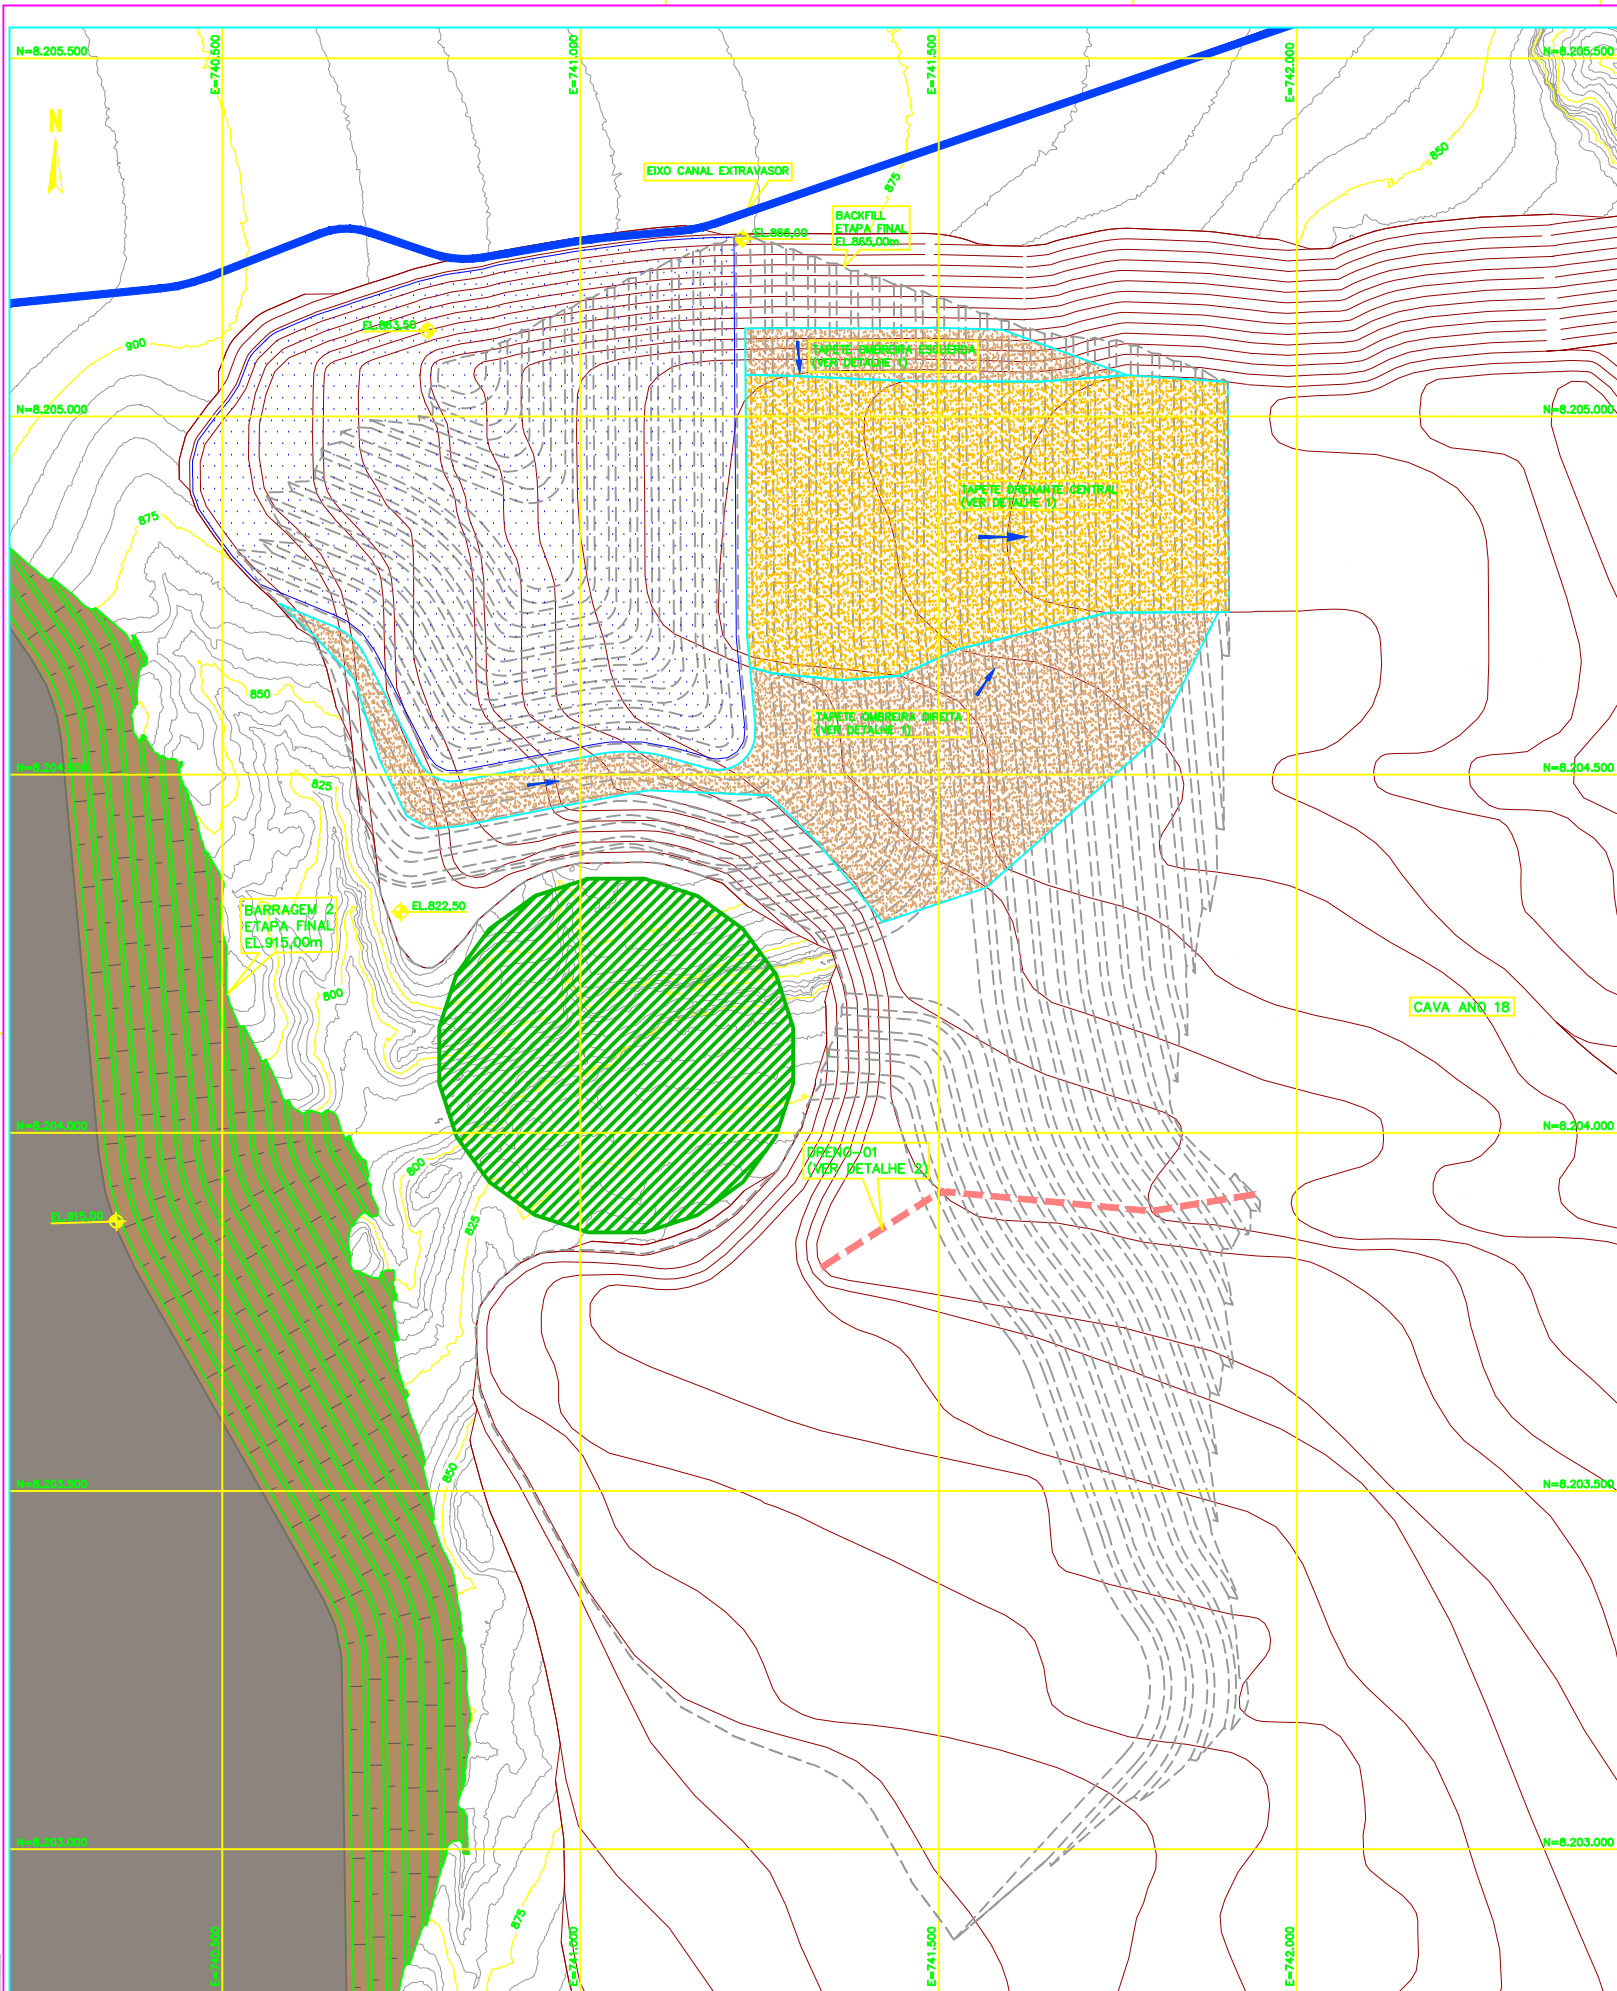 E=740.500
E=741.000
E=741.500
E=742.000
N=8.205.500
N=8.205.500
N
850
EIXO CANAL EXTRAVASOR
875
BACKFILL
ETAPA FINAL
EL.865,00m
EL.865,00
EL.863,50
900
TAPETE OMBREIRA ESQUERDA
(VER DETALHE 1)
N=8.205.000
N=8.205.000
TAPETE DRENANTE CENTRAL
(VER DETALHE 1)
875
850
TAPETE OMBREIRA DIREITA
(VER DETALHE 1)
N=8.204.500
N=8.204.500
825
EL.822,50
BARRAGEM 2
ETAPA FINAL
EL.915,00m
800
CAVA ANO 18
N=8.204.000
N=8.204.000
DRENO-01
(VER DETALHE 2)
800
EL.915,00
825
850
N=8.203.500
N=8.203.500
N=8.203.000
N=8.203.000
875
E=740.500
E=741.000
E=741.500
E=742.000